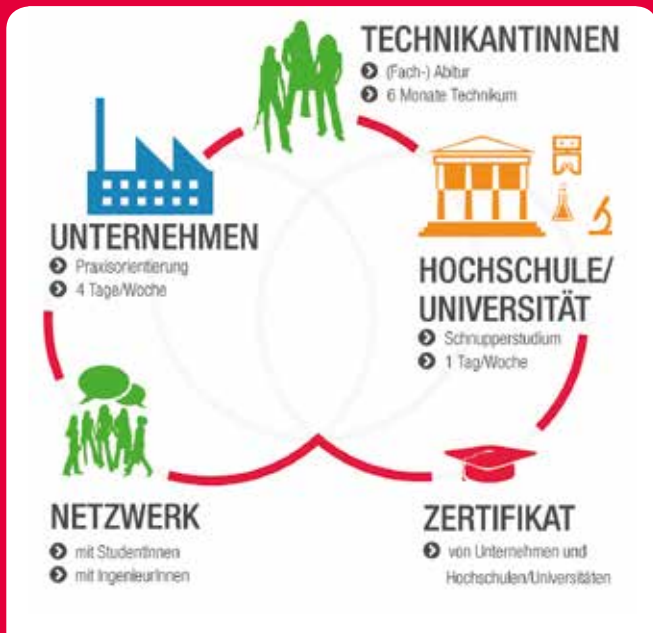 TECHNIKANTINNEN
(Fach-) Abitur
6 Monate Technikum
UNTERNEHMEN
Praxisorientierung
4 Tage/Woche
HOCHSCHULE/
UNIVERSITÄT
Schnupperstudium
1 Tag/Woche
NETZWERK
mit StudentInnen
mit IngenieurInnen
ZERTIFIKAT
von Unternehmen und
Hochschulen/Universitäten